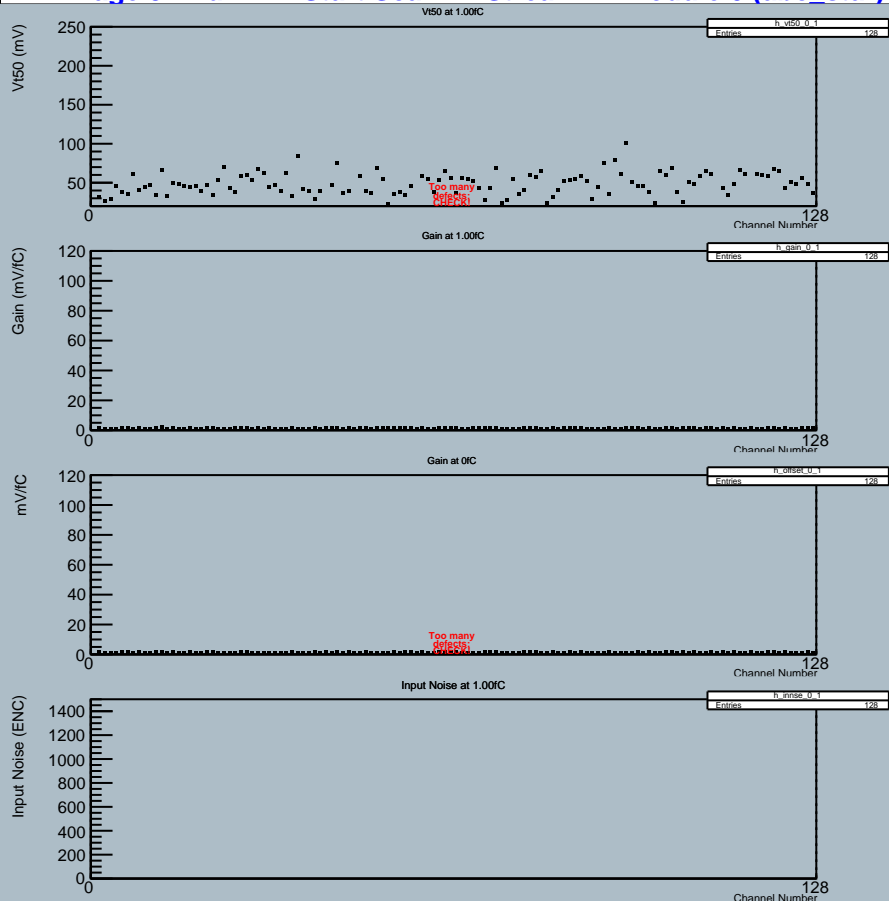 Vt50 at 1.00fC
h_vt50_0_1
Entries 128
Vt50 (mV)
250
200
150
100
50
Too many
defects:
CHECK!
0
128
Channel Number
Gain at 1.00fC
h_gain_0_1
Entries 128
Gain (mV/fC)
120
100
80
60
40
20
0
0
128
Channel Number
Gain at 0fC
h_offset_0_1
Entries 128
mV/fC
120
100
80
60
40
20
0
Too many
defects:
CHECK!
0
128
Channel Number
Input Noise at 1.00fC
h_innse_0_1
Entries 128
Input Noise (ENC)
1400
1200
1000
800
600
400
200
0
0
128
Channel Number